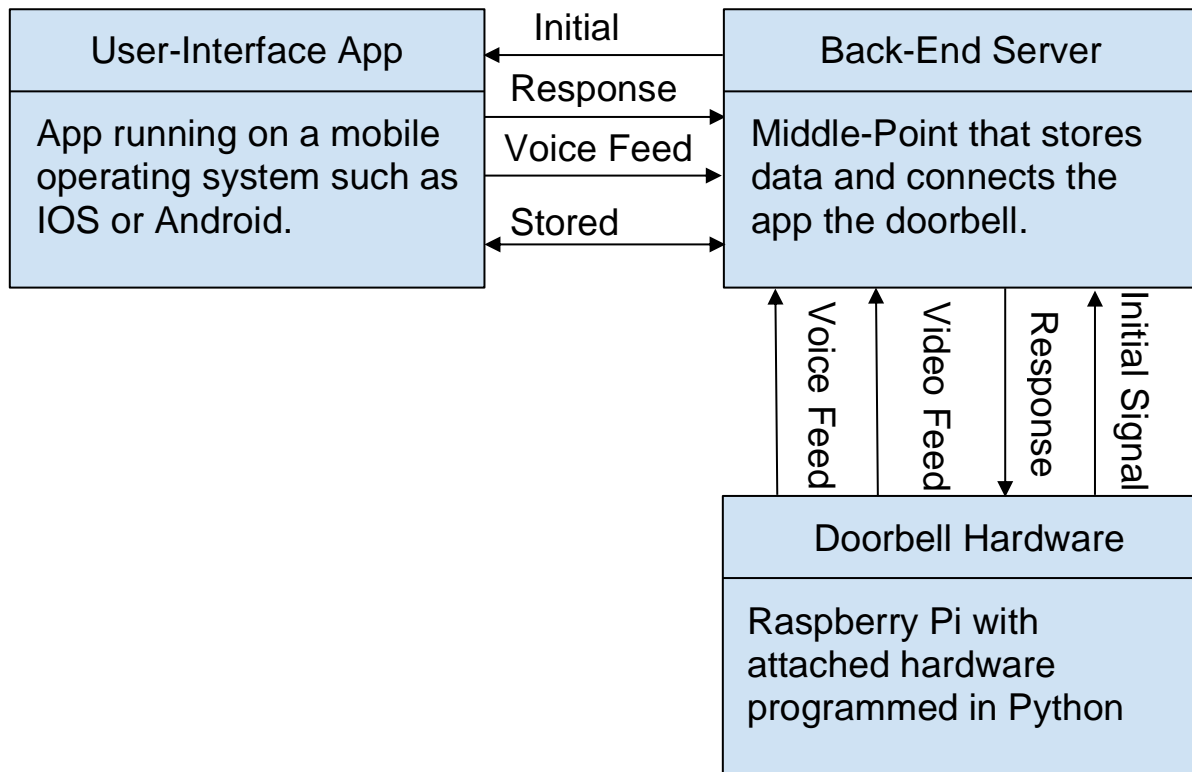 User-Interface App
Initial
Back-End Server
Response
App running on a mobile
operating system such as
IOS or Android.
Voice Feed
Stored
Middle-Point that stores
data and connects the
app the doorbell.
Voice Feed
Video Feed
Response
Initial Signal
Doorbell Hardware
Raspberry Pi with
attached hardware
programmed in Python